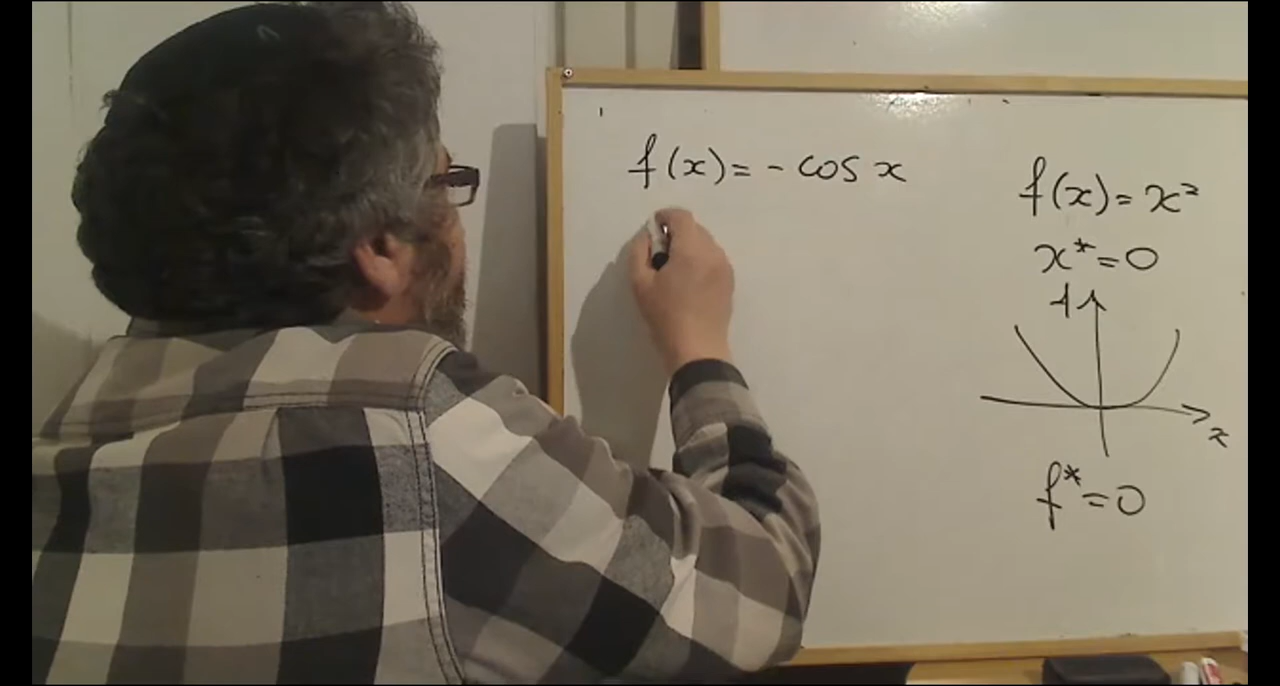 f(x) = - cos x
f(x) = x²
x* = 0
f
x
f* = 0